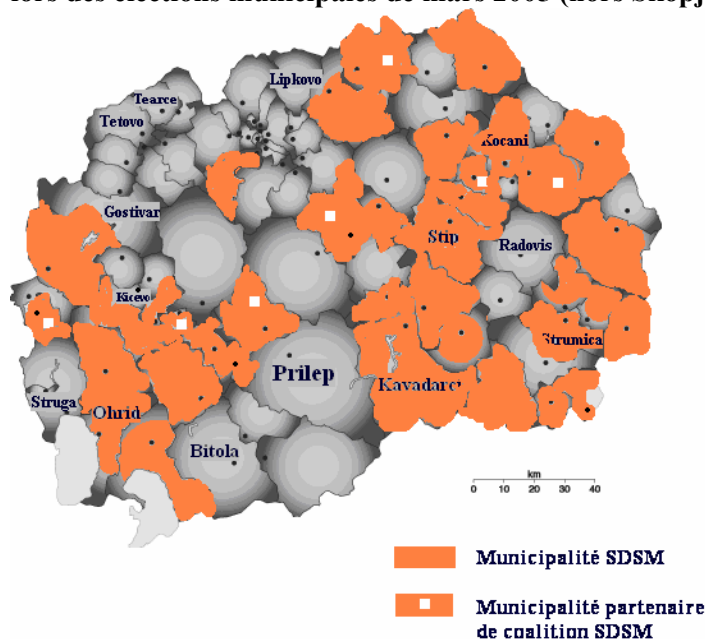 lors des élections municipales de mars 2005 (hors Skopj
Lipkovo
Tearce
Tetovo
Kocani
Gostivar
Stip
Radovis
Kicevo
Strumica
Prilep
Kavadarc
Struga
Ohrid
Bitola
km
0 10 20 30 40
Municipalité SDSM
Municipalité partenaire
de coalition SDSM